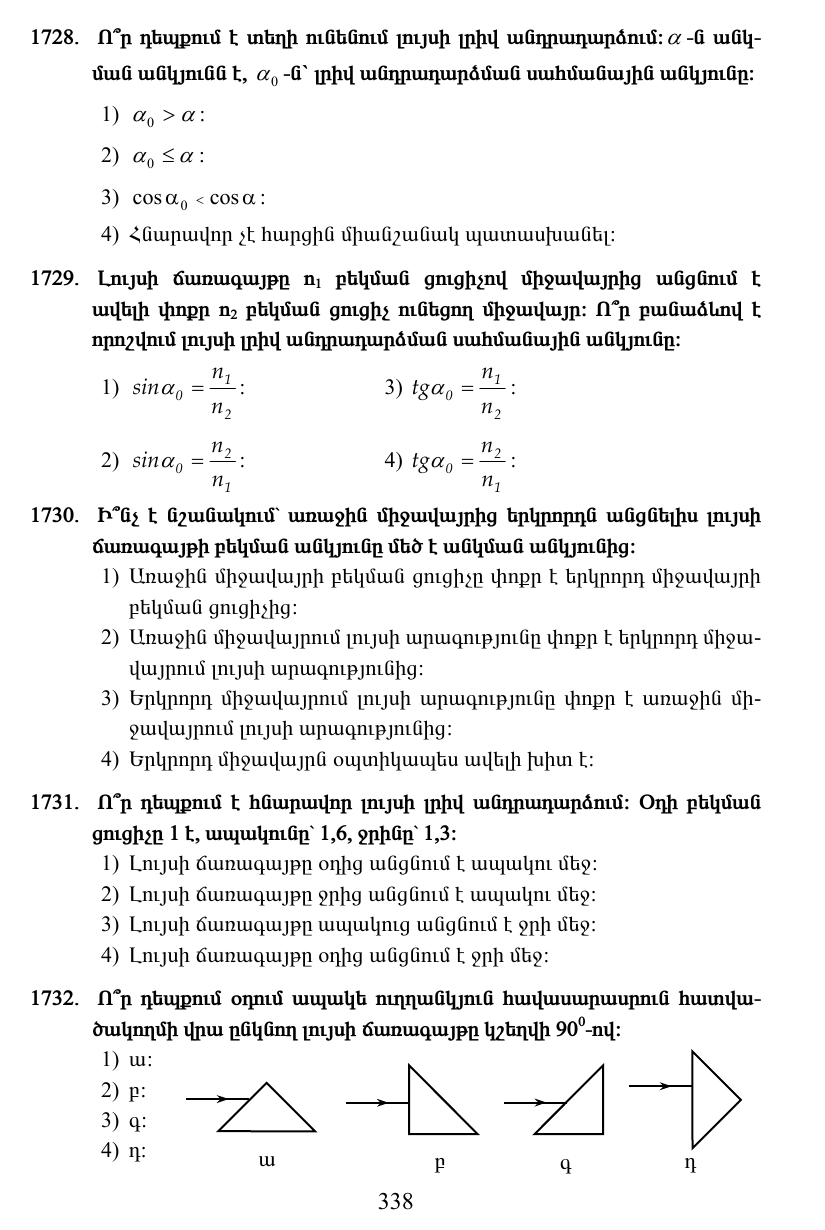 1728. Ո՞ր դեպքում է տեղի ունենում լույսի լրիվ անդրադարձում: α -ն անկ-
ման անկյունն է, α₀ -ն՝ լրիվ անդրադարձման սահմանային անկյունը:
1) α₀ > α :
2) α₀ ≤ α :
3) cos α₀ < cos α :
4) Հնարավոր չէ հարցին միանշանակ պատասխանել:
1729. Լույսի ճառագայթը n₁ բեկման ցուցիչով միջավայրից անցնում է
ավելի փոքր n₂ բեկման ցուցիչ ունեցող միջավայր: Ո՞ր բանաձևով է
որոշվում լույսի լրիվ անդրադարձման սահմանային անկյունը:
1) sinα₀ = n₁/n₂ : 3) tgα₀ = n₁/n₂ :
2) sinα₀ = n₂/n₁ : 4) tgα₀ = n₂/n₁ :
1730. Ի՞նչ է նշանակում՝ առաջին միջավայրից երկրորդն անցնելիս լույսի
ճառագայթի բեկման անկյունը մեծ է անկման անկյունից:
1) Առաջին միջավայրի բեկման ցուցիչը փոքր է երկրորդ միջավայրի
բեկման ցուցիչից:
2) Առաջին միջավայրում լույսի արագությունը փոքր է երկրորդ միջա-
վայրում լույսի արագությունից:
3) Երկրորդ միջավայրում լույսի արագությունը փոքր է առաջին մի-
ջավայրում լույսի արագությունից:
4) Երկրորդ միջավայրն օպտիկապես ավելի խիտ է:
1731. Ո՞ր դեպքում է հնարավոր լույսի լրիվ անդրադարձում: Օդի բեկման
ցուցիչը 1 է, ապակունը՝ 1,6, ջրինը՝ 1,3:
1) Լույսի ճառագայթը օդից անցնում է ապակու մեջ:
2) Լույսի ճառագայթը ջրից անցնում է ապակու մեջ:
3) Լույսի ճառագայթը ապակուց անցնում է ջրի մեջ:
4) Լույսի ճառագայթը օդից անցնում է ջրի մեջ:
1732. Ո՞ր դեպքում օդում ապակե ուղղանկյուն հավասարասրուն հատվա-
ծակողմի վրա ընկնող լույսի ճառագայթը կշեղվի 90⁰-ով:
1) ա:
2) բ:
3) գ:
4) դ:
ա բ գ դ
338